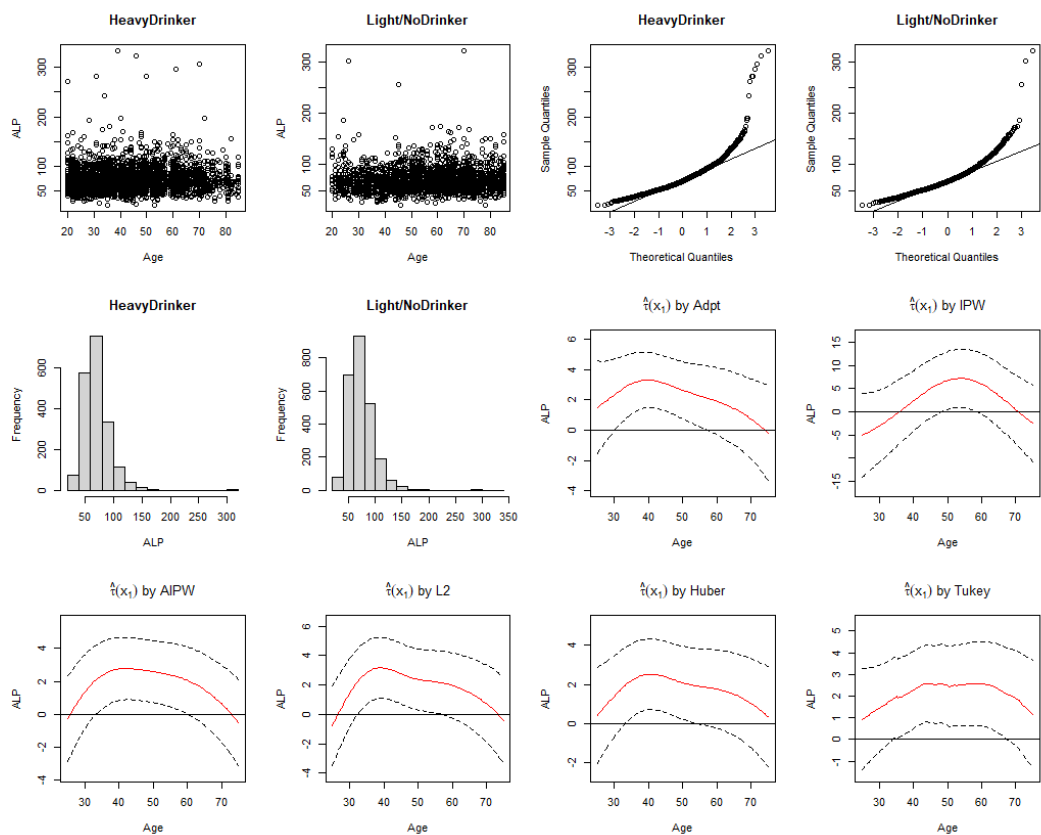 HeavyDrinker
ALP
300
200
100
50
20 30 40 50 60 70 80
Age
Light/NoDrinker
ALP
300
200
100
50
20 30 40 50 60 70 80
Age
HeavyDrinker
Sample Quantiles
300
200
100
50
-3 -2 -1 0 1 2 3
Theoretical Quantiles
Light/NoDrinker
Sample Quantiles
300
200
100
50
-3 -2 -1 0 1 2 3
Theoretical Quantiles
HeavyDrinker
Frequency
600
400
200
0
50 100 200 300
ALP
Light/NoDrinker
Frequency
800
600
400
200
0
50 100 150 200 250 300 350
ALP
τ̂(x₁) by Adpt
ALP
6
4
2
0
-2
-4
30 40 50 60 70
Age
τ̂(x₁) by IPW
ALP
15
10
5
0
-5
-15
30 40 50 60 70
Age
τ̂(x₁) by AIPW
ALP
4
2
0
-2
-4
30 40 50 60 70
Age
τ̂(x₁) by L2
ALP
6
4
2
0
-2
-4
30 40 50 60 70
Age
τ̂(x₁) by Huber
ALP
4
2
0
-2
30 40 50 60 70
Age
τ̂(x₁) by Tukey
ALP
5
4
3
2
1
0
-1
30 40 50 60 70
Age